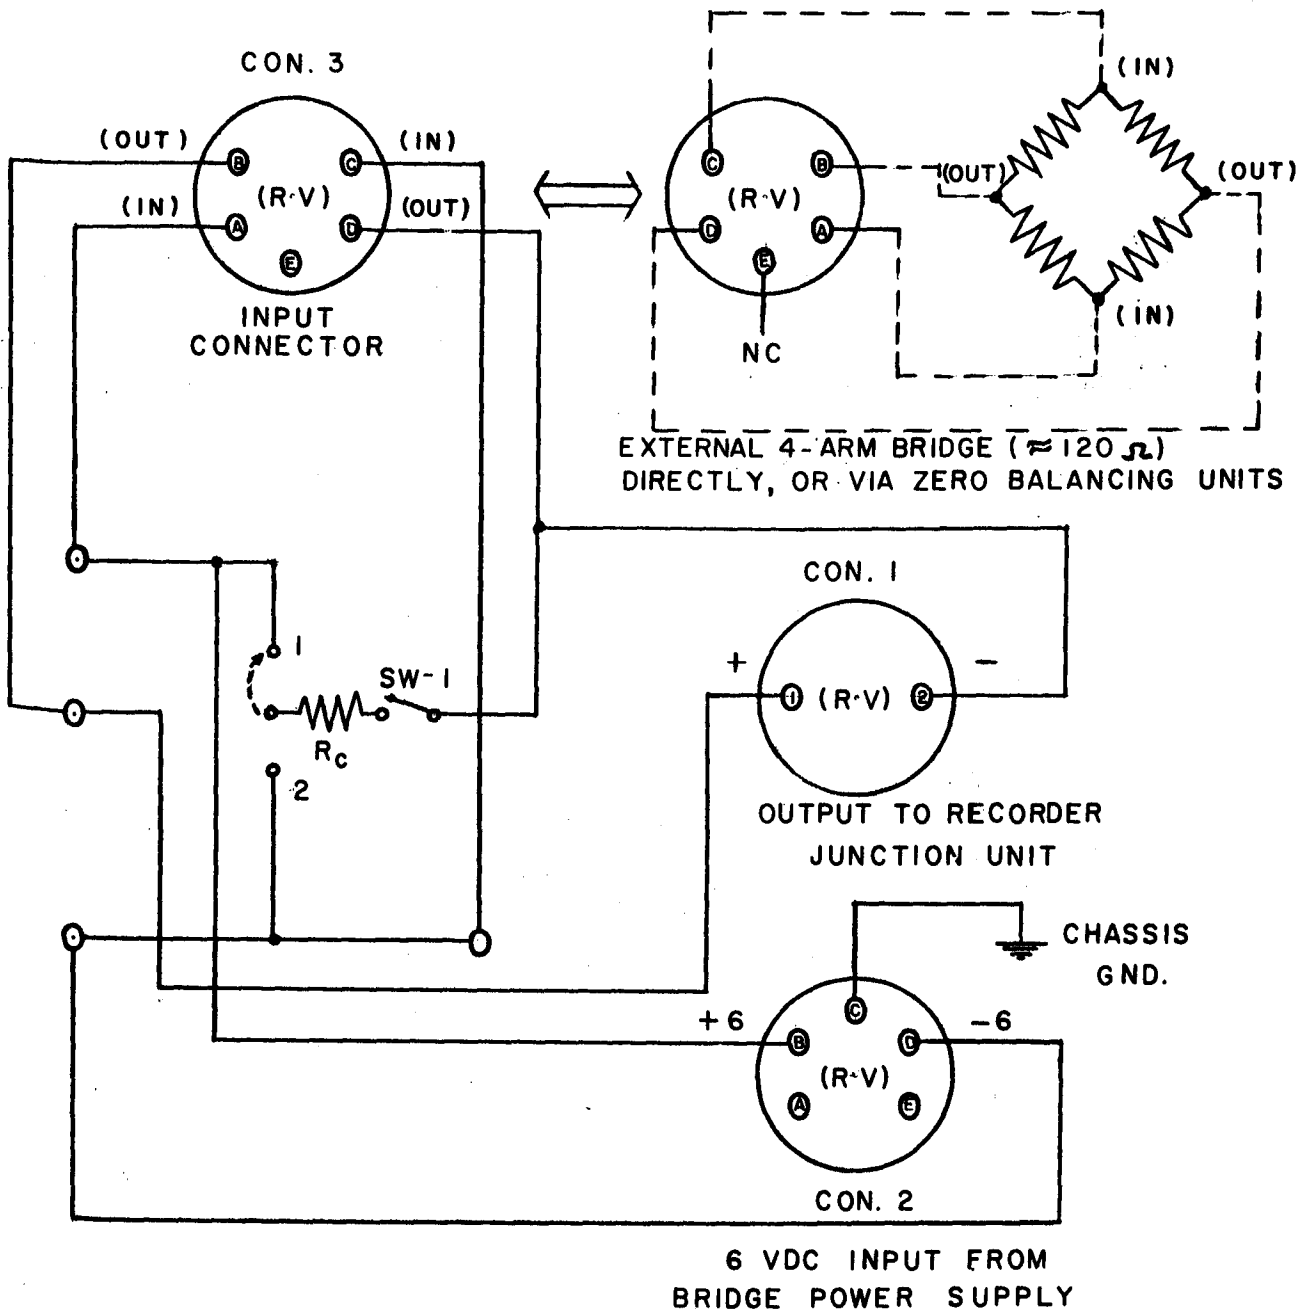 CON. 3
(OUT)
(IN)
B
C
(R-V)
(IN)
(OUT)
A
D
E
INPUT
CONNECTOR
(IN)
C
B
(OUT)
(OUT)
(R-V)
D
A
E
(IN)
NC
EXTERNAL 4-ARM BRIDGE (≈120 Ω)
DIRECTLY, OR VIA ZERO BALANCING UNITS
CON. 1
1
SW-1
Rc
2
+
-
1
(R-V)
2
OUTPUT TO RECORDER
JUNCTION UNIT
CHASSIS
GND.
+6
-6
C
B
D
(R-V)
A
E
CON. 2
6 VDC INPUT FROM
BRIDGE POWER SUPPLY